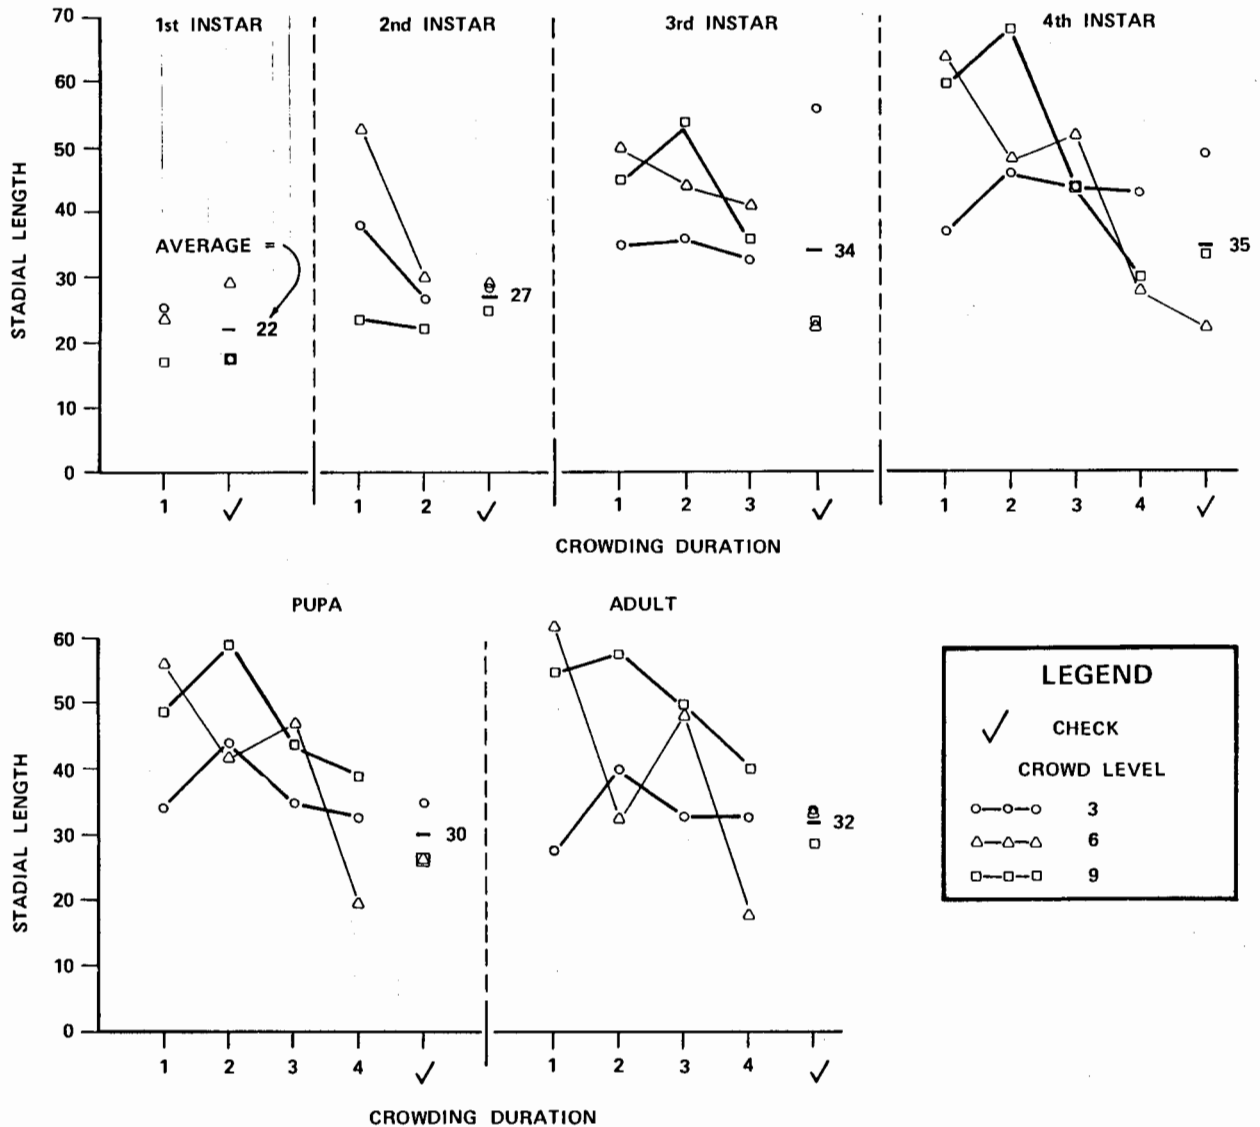 1st INSTAR 2nd INSTAR 3rd INSTAR 4th INSTAR
70
60
50
40
30
20
10
0
STADIAL LENGTH
AVERAGE =
22
27
34
35
1 ✓ 1 2 ✓ 1 2 3 ✓ 1 2 3 4 ✓
CROWDING DURATION
PUPA ADULT
60
50
40
30
20
10
0
STADIAL LENGTH
30
32
1 2 3 4 ✓ 1 2 3 4 ✓
CROWDING DURATION
LEGEND
✓ CHECK
CROWD LEVEL
3
6
9